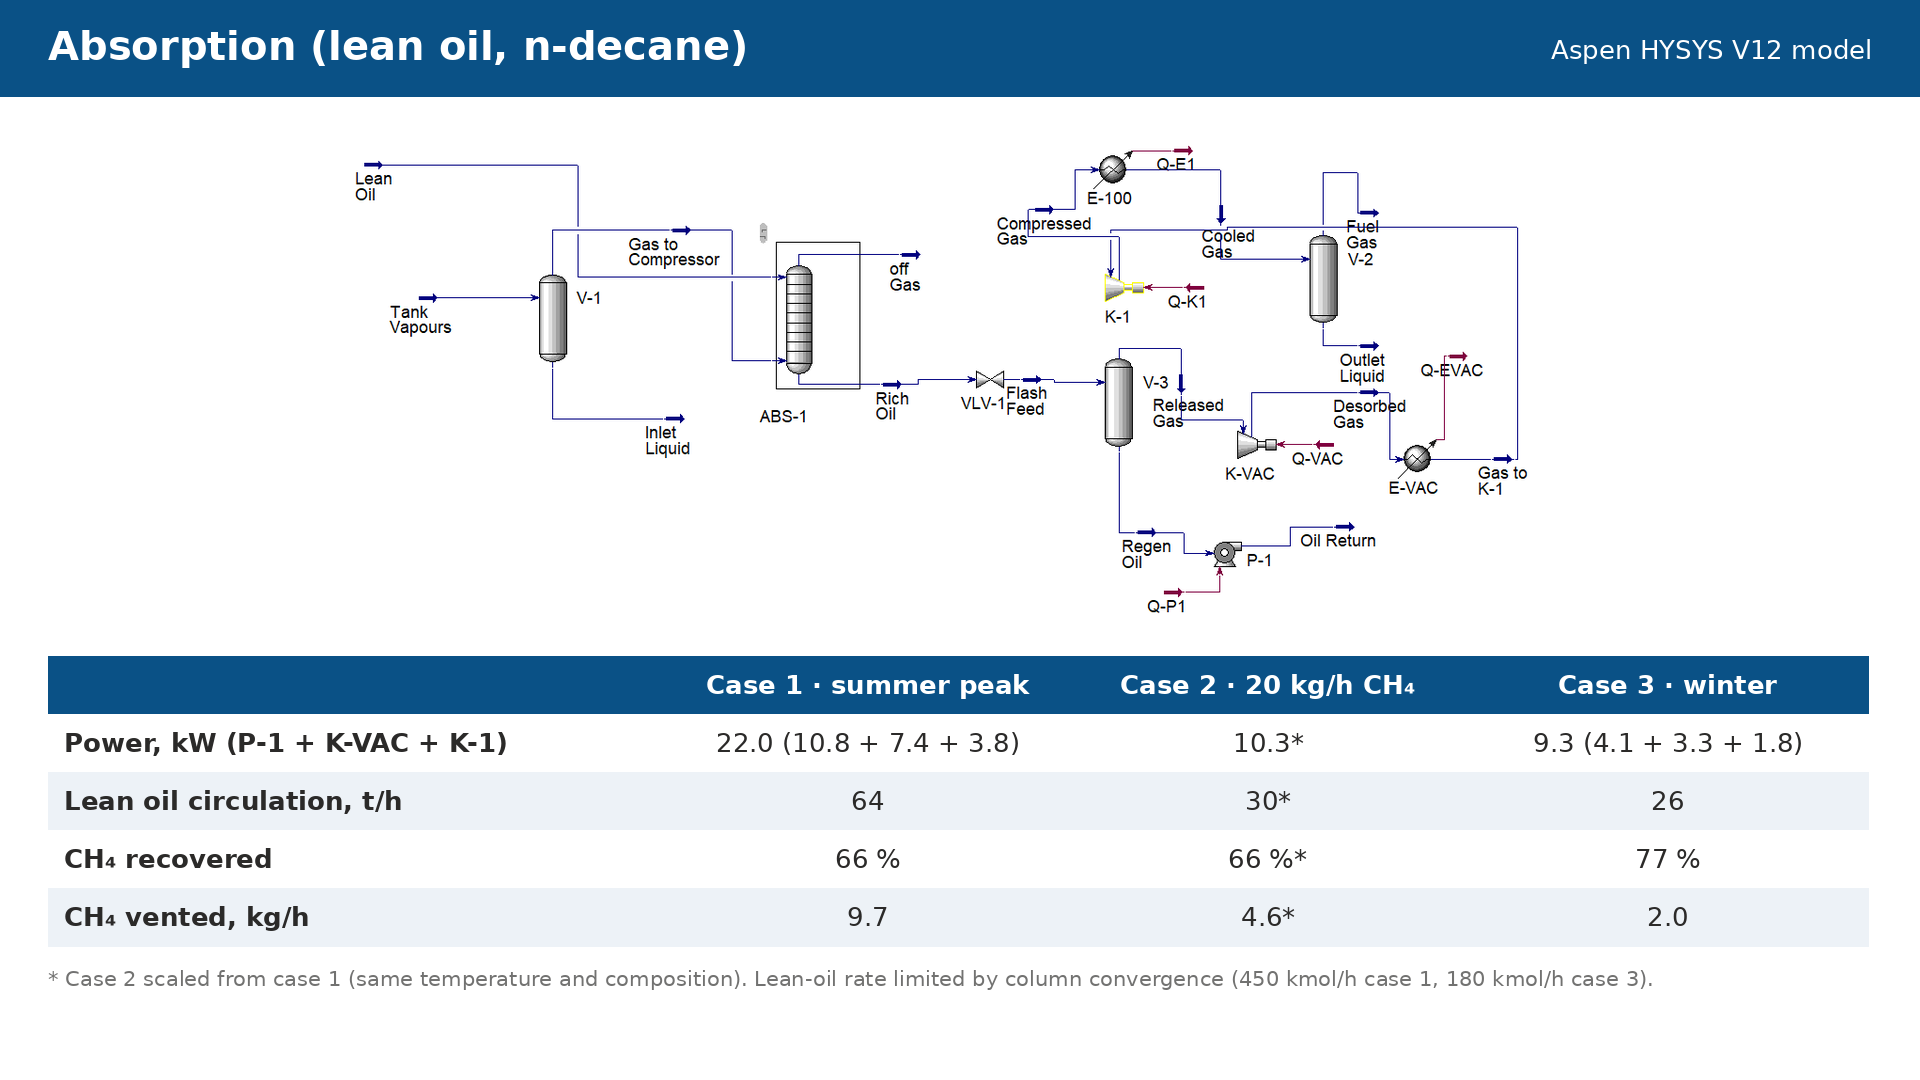 Absorption (lean oil, n-decane)
Aspen HYSYS V12 model
Lean
Oil
Tank
Vapours
V-1
Gas to
Compressor
Inlet
Liquid
off
Gas
ABS-1
Rich
Oil
VLV-1
Flash
Feed
Compressed
Gas
E-100
Q-E1
Cooled
Gas
K-1
Q-K1
Fuel
Gas
V-2
Outlet
Liquid
V-3
Released
Gas
K-VAC
Q-VAC
Desorbed
Gas
Q-EVAC
E-VAC
Gas to
K-1
Regen
Oil
P-1
Q-P1
Oil Return
Case 1 · summer peak
Case 2 · 20 kg/h CH₄
Case 3 · winter
Power, kW (P-1 + K-VAC + K-1)
22.0 (10.8 + 7.4 + 3.8)
10.3*
9.3 (4.1 + 3.3 + 1.8)
Lean oil circulation, t/h
64
30*
26
CH₄ recovered
66 %
66 %*
77 %
CH₄ vented, kg/h
9.7
4.6*
2.0
* Case 2 scaled from case 1 (same temperature and composition). Lean-oil rate limited by column convergence (450 kmol/h case 1, 180 kmol/h case 3).